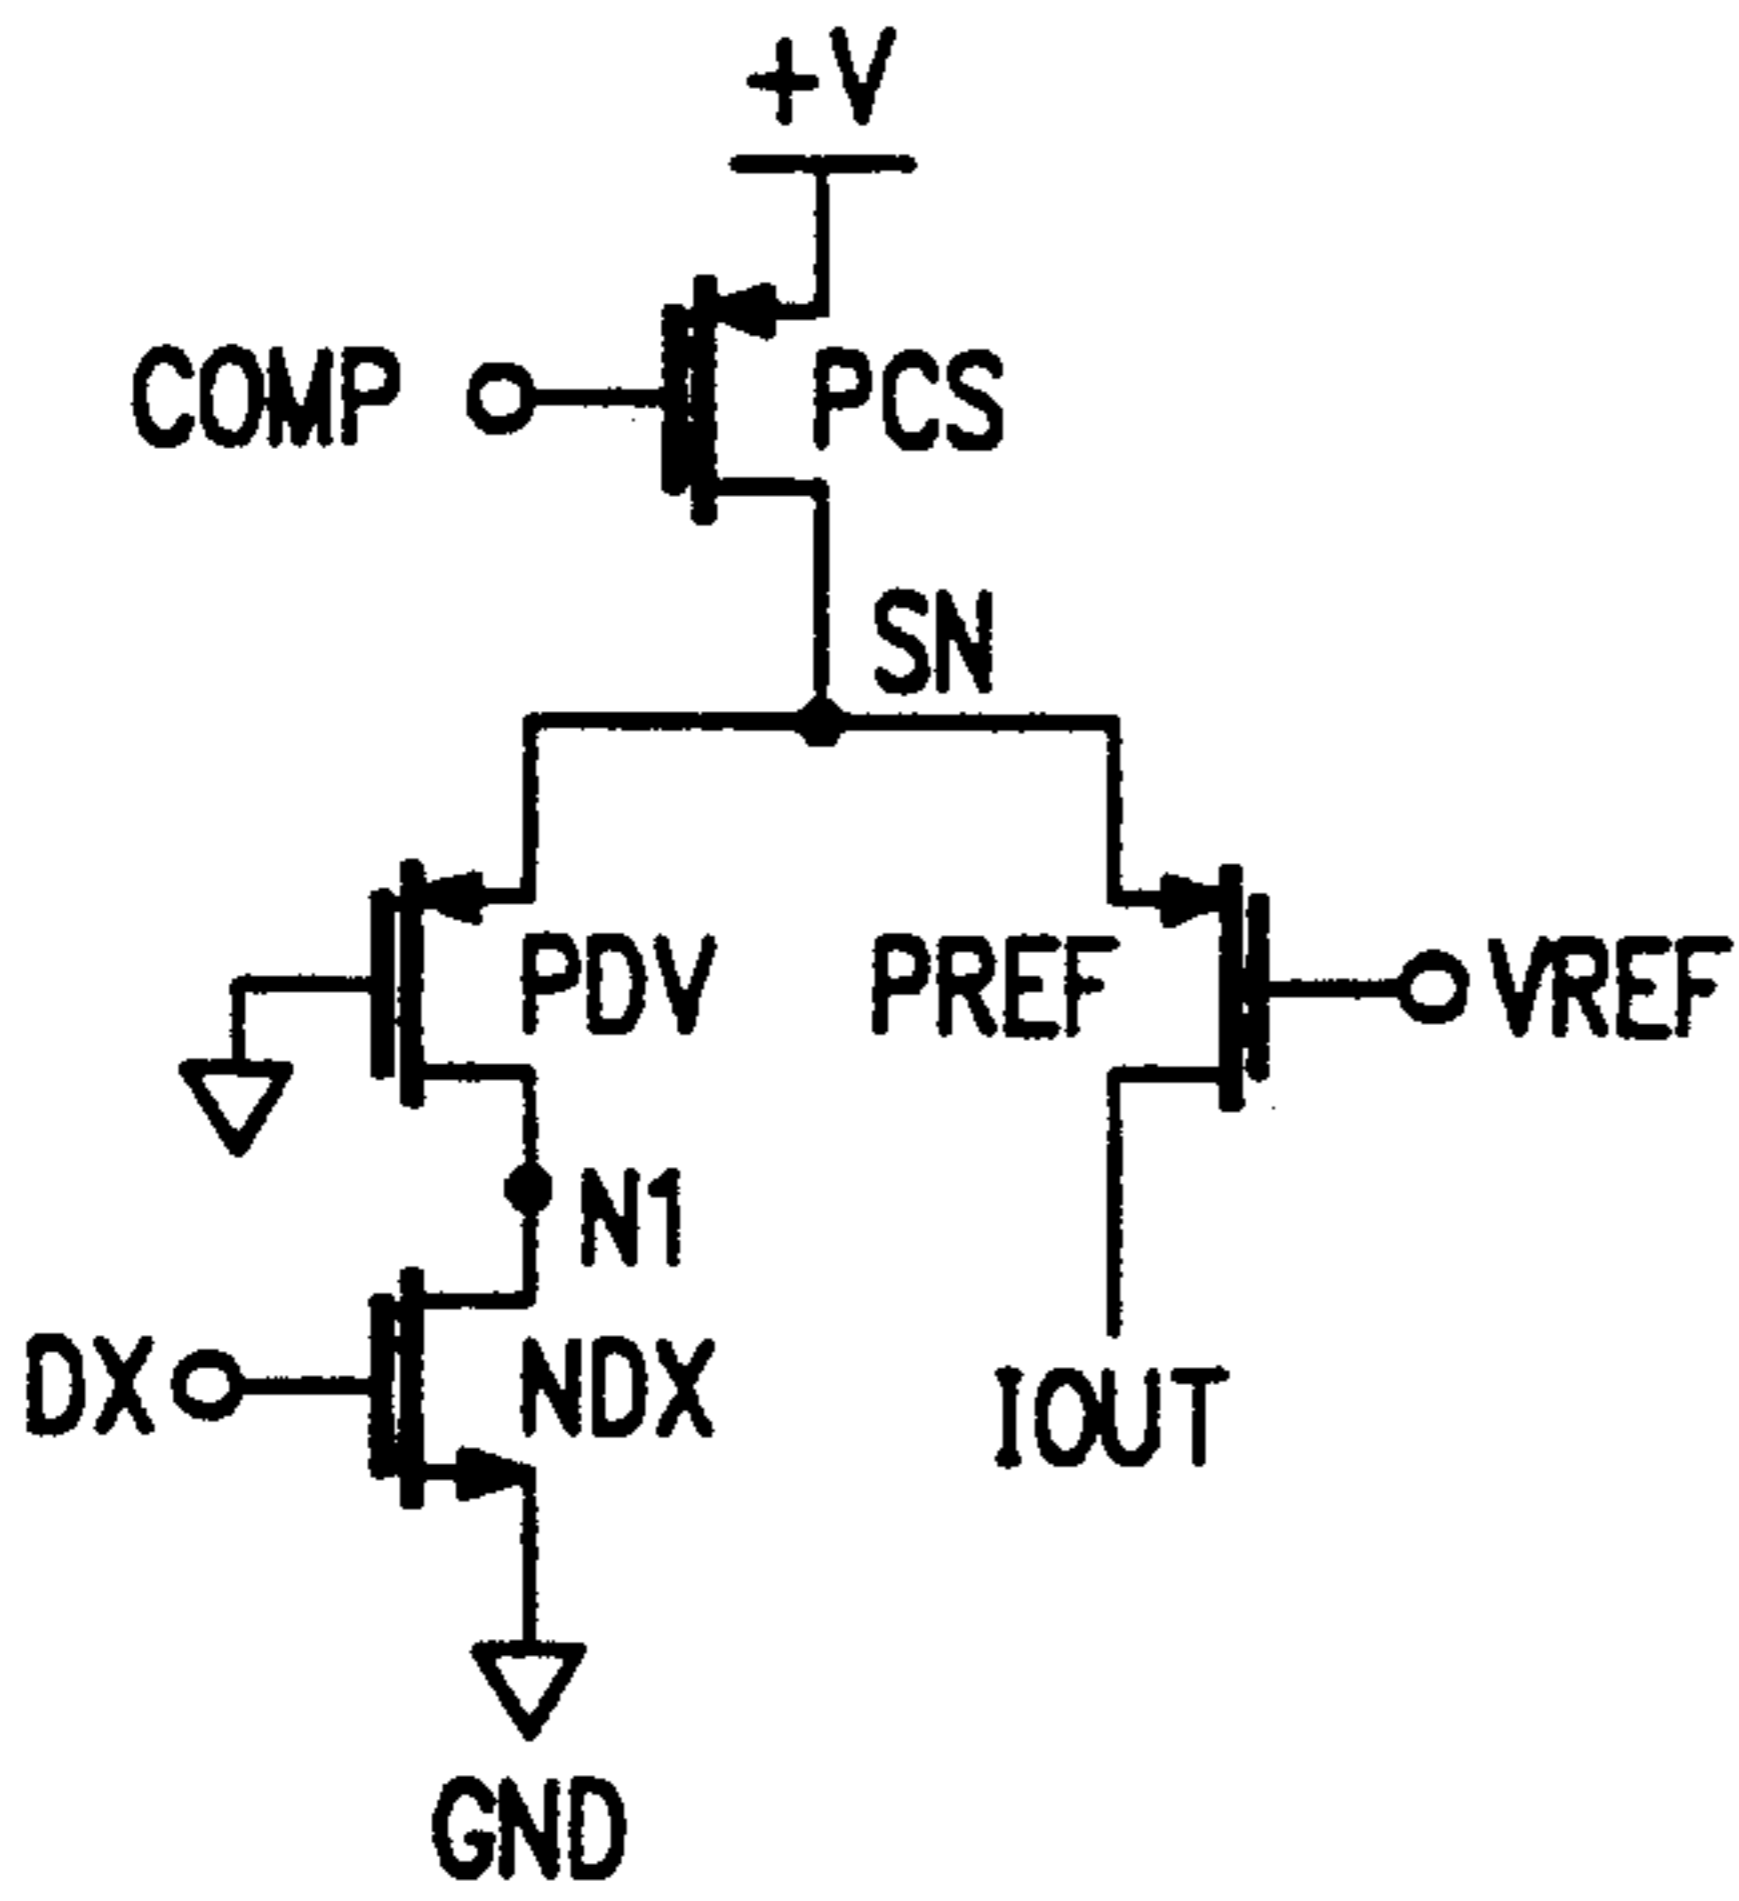 +V
COMP
PCS
SN
PDV
PREF
VREF
N1
DX
NDX
IOUT
GND